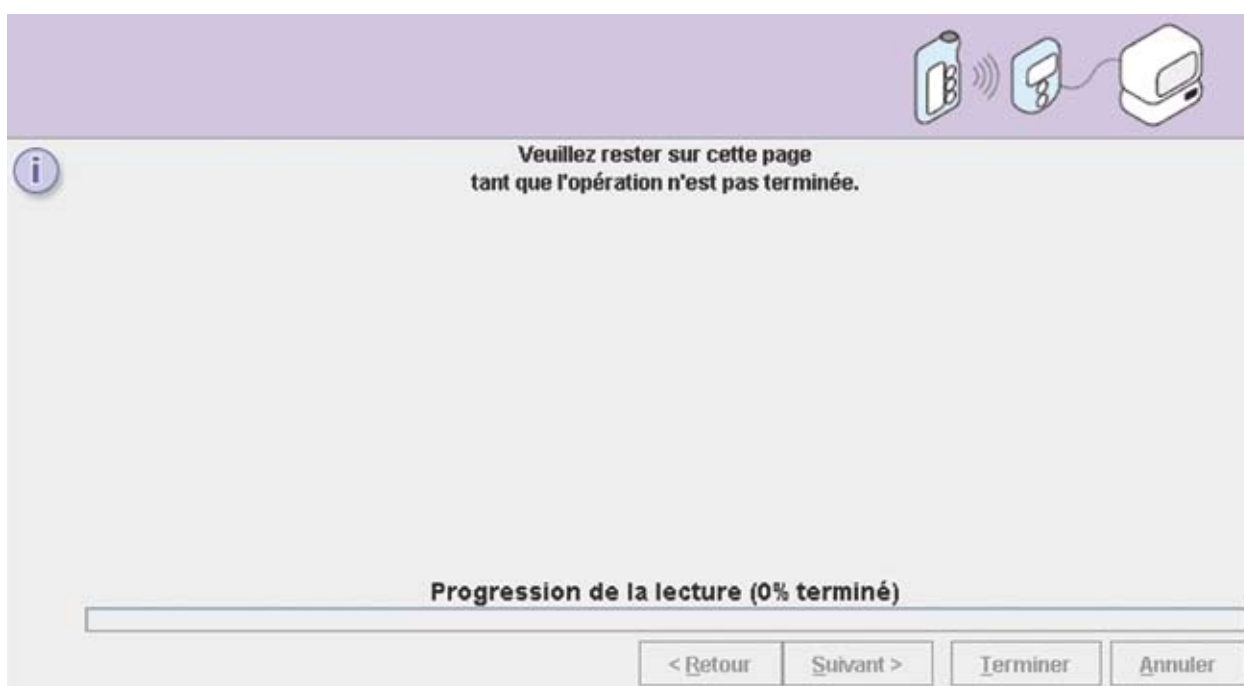 i
Veuillez rester sur cette page
tant que l'opération n'est pas terminée.
Progression de la lecture (0% terminé)
< Retour Suivant > Terminer Annuler